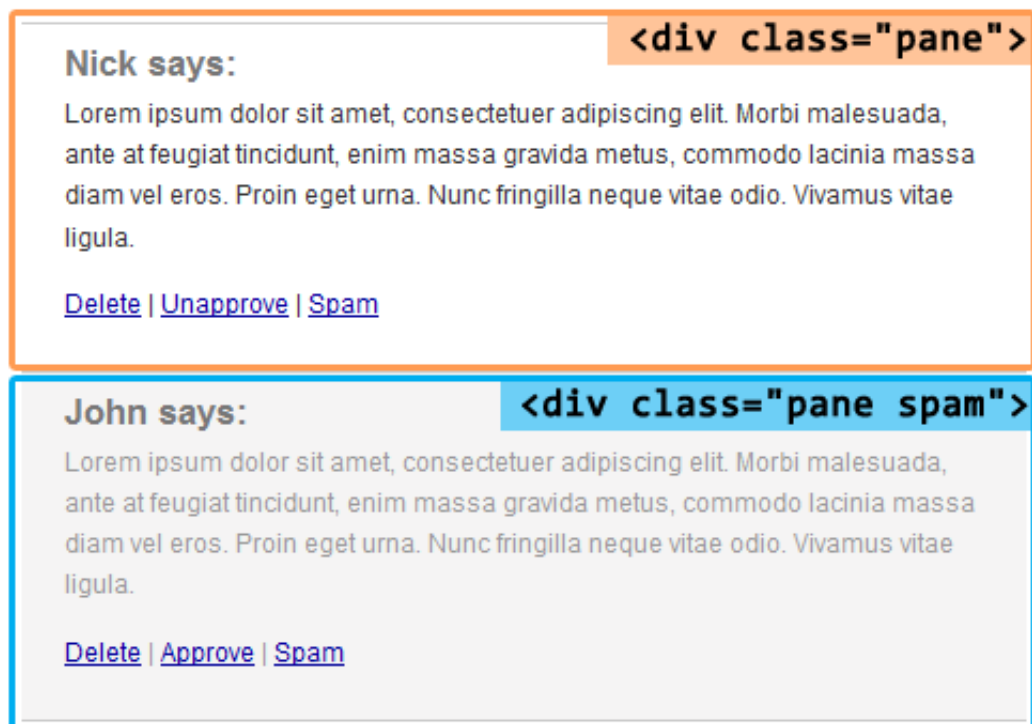 <div class="pane">
Nick says:
Lorem ipsum dolor sit amet, consectetuer adipiscing elit. Morbi malesuada,
ante at feugiat tincidunt, enim massa gravida metus, commodo lacinia massa
diam vel eros. Proin eget urna. Nunc fringilla neque vitae odio. Vivamus vitae
ligula.
Delete | Unapprove | Spam
<div class="pane spam">
John says:
Lorem ipsum dolor sit amet, consectetuer adipiscing elit. Morbi malesuada,
ante at feugiat tincidunt, enim massa gravida metus, commodo lacinia massa
diam vel eros. Proin eget urna. Nunc fringilla neque vitae odio. Vivamus vitae
ligula.
Delete | Approve | Spam